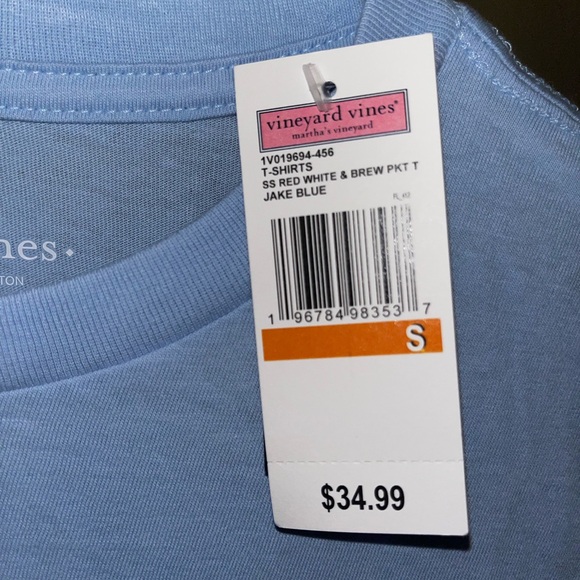 vineyard vines®
martha's vineyard
1V019694-456
T-SHIRTS
SS RED WHITE & BREW PKT T
JAKE BLUE
1 96784 98353 7
S
$34.99
nes
TON